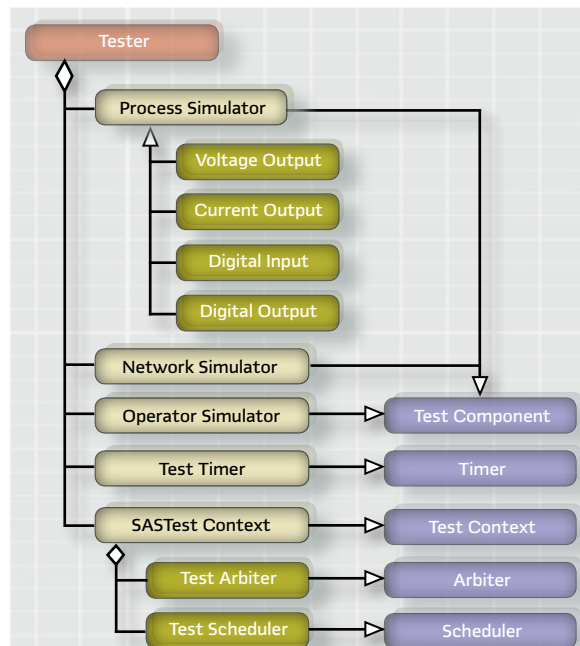 Tester
Process Simulator
Voltage Output
Current Output
Digital Input
Digital Output
Network Simulator
Operator Simulator
Test Component
Test Timer
Timer
SASTest Context
Test Context
Test Arbiter
Arbiter
Test Scheduler
Scheduler